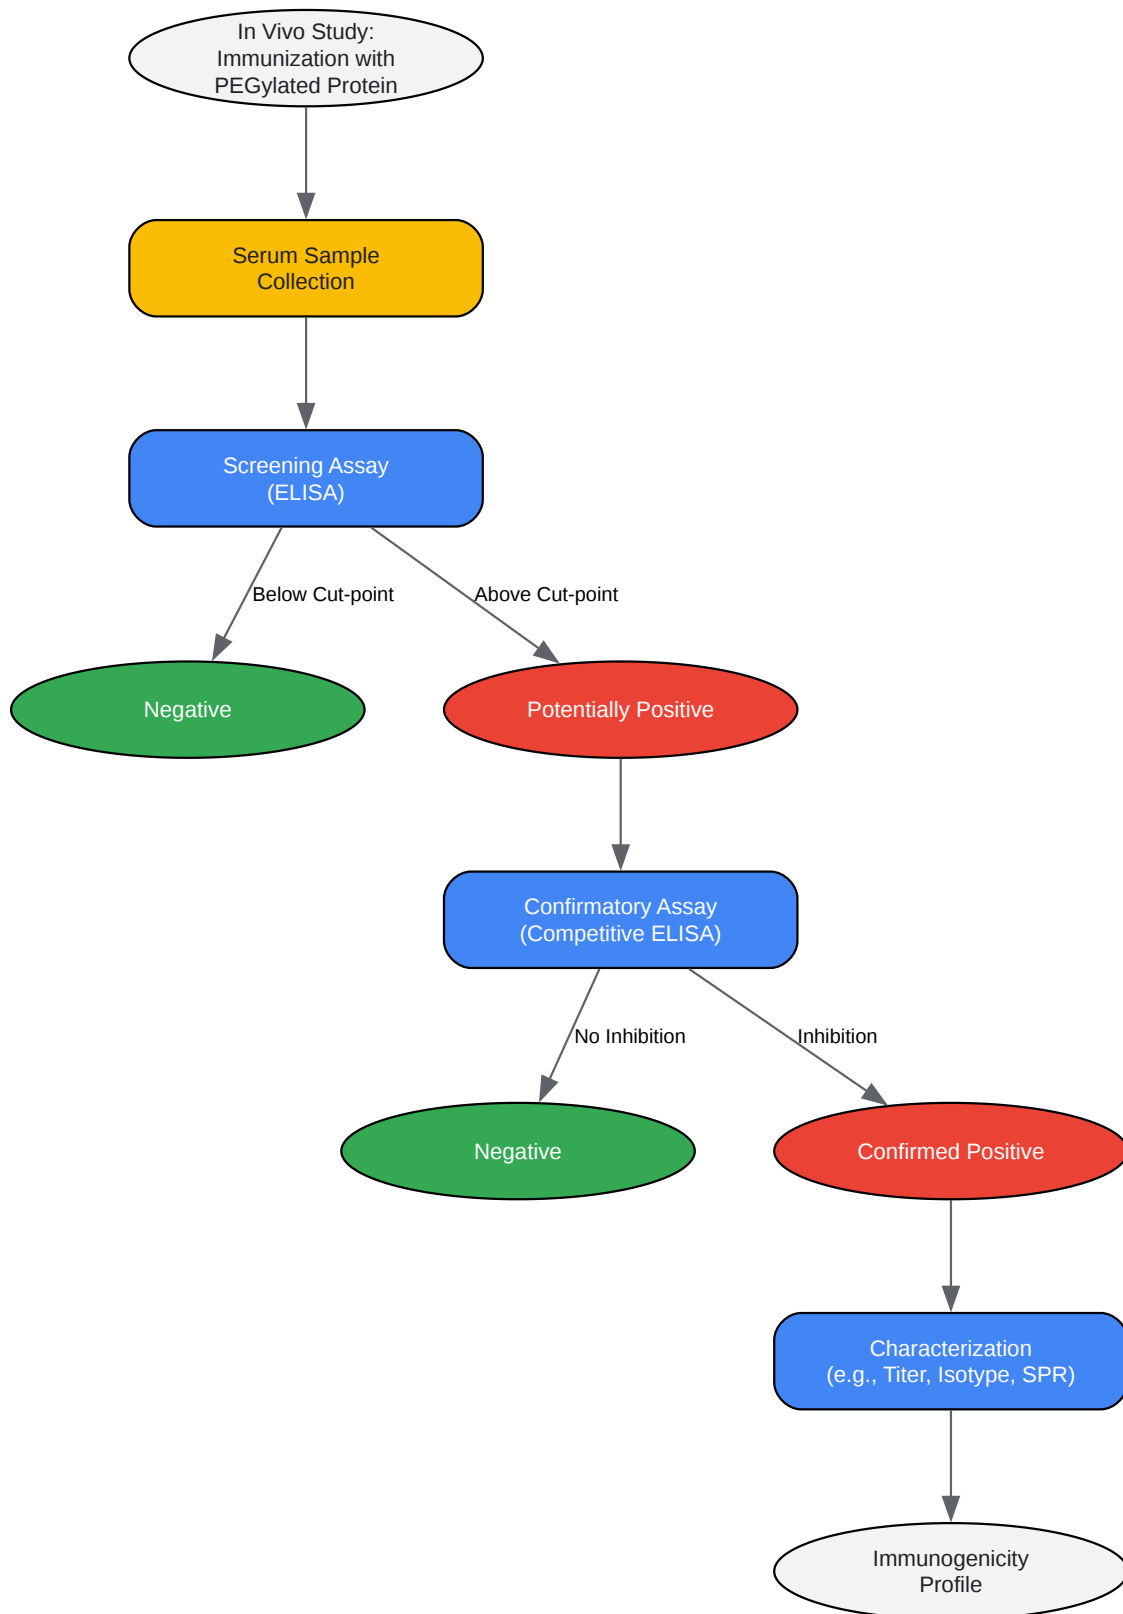 In Vivo Study:
Immunization with
PEGylated Protein
Serum Sample
Collection
Screening Assay
(ELISA)
Below Cut-point
Above Cut-point
Negative
Potentially Positive
Confirmatory Assay
(Competitive ELISA)
No Inhibition
Inhibition
Negative
Confirmed Positive
Characterization
(e.g., Titer, Isotype, SPR)
Immunogenicity
Profile